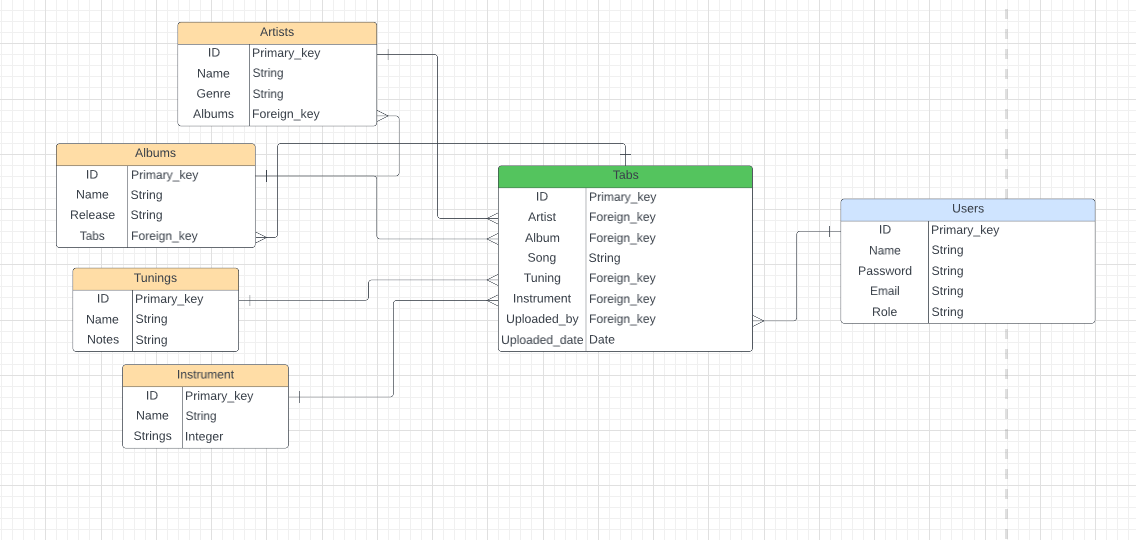 Artists
ID Primary_key
Name String
Genre String
Albums Foreign_key
Albums
ID Primary_key
Name String
Release String
Tabs Foreign_key
Tunings
ID Primary_key
Name String
Notes String
Instrument
ID Primary_key
Name String
Strings Integer
Tabs
ID Primary_key
Artist Foreign_key
Album Foreign_key
Song String
Tuning Foreign_key
Instrument Foreign_key
Uploaded_by Foreign_key
Uploaded_date Date
Users
ID Primary_key
Name String
Password String
Email String
Role String